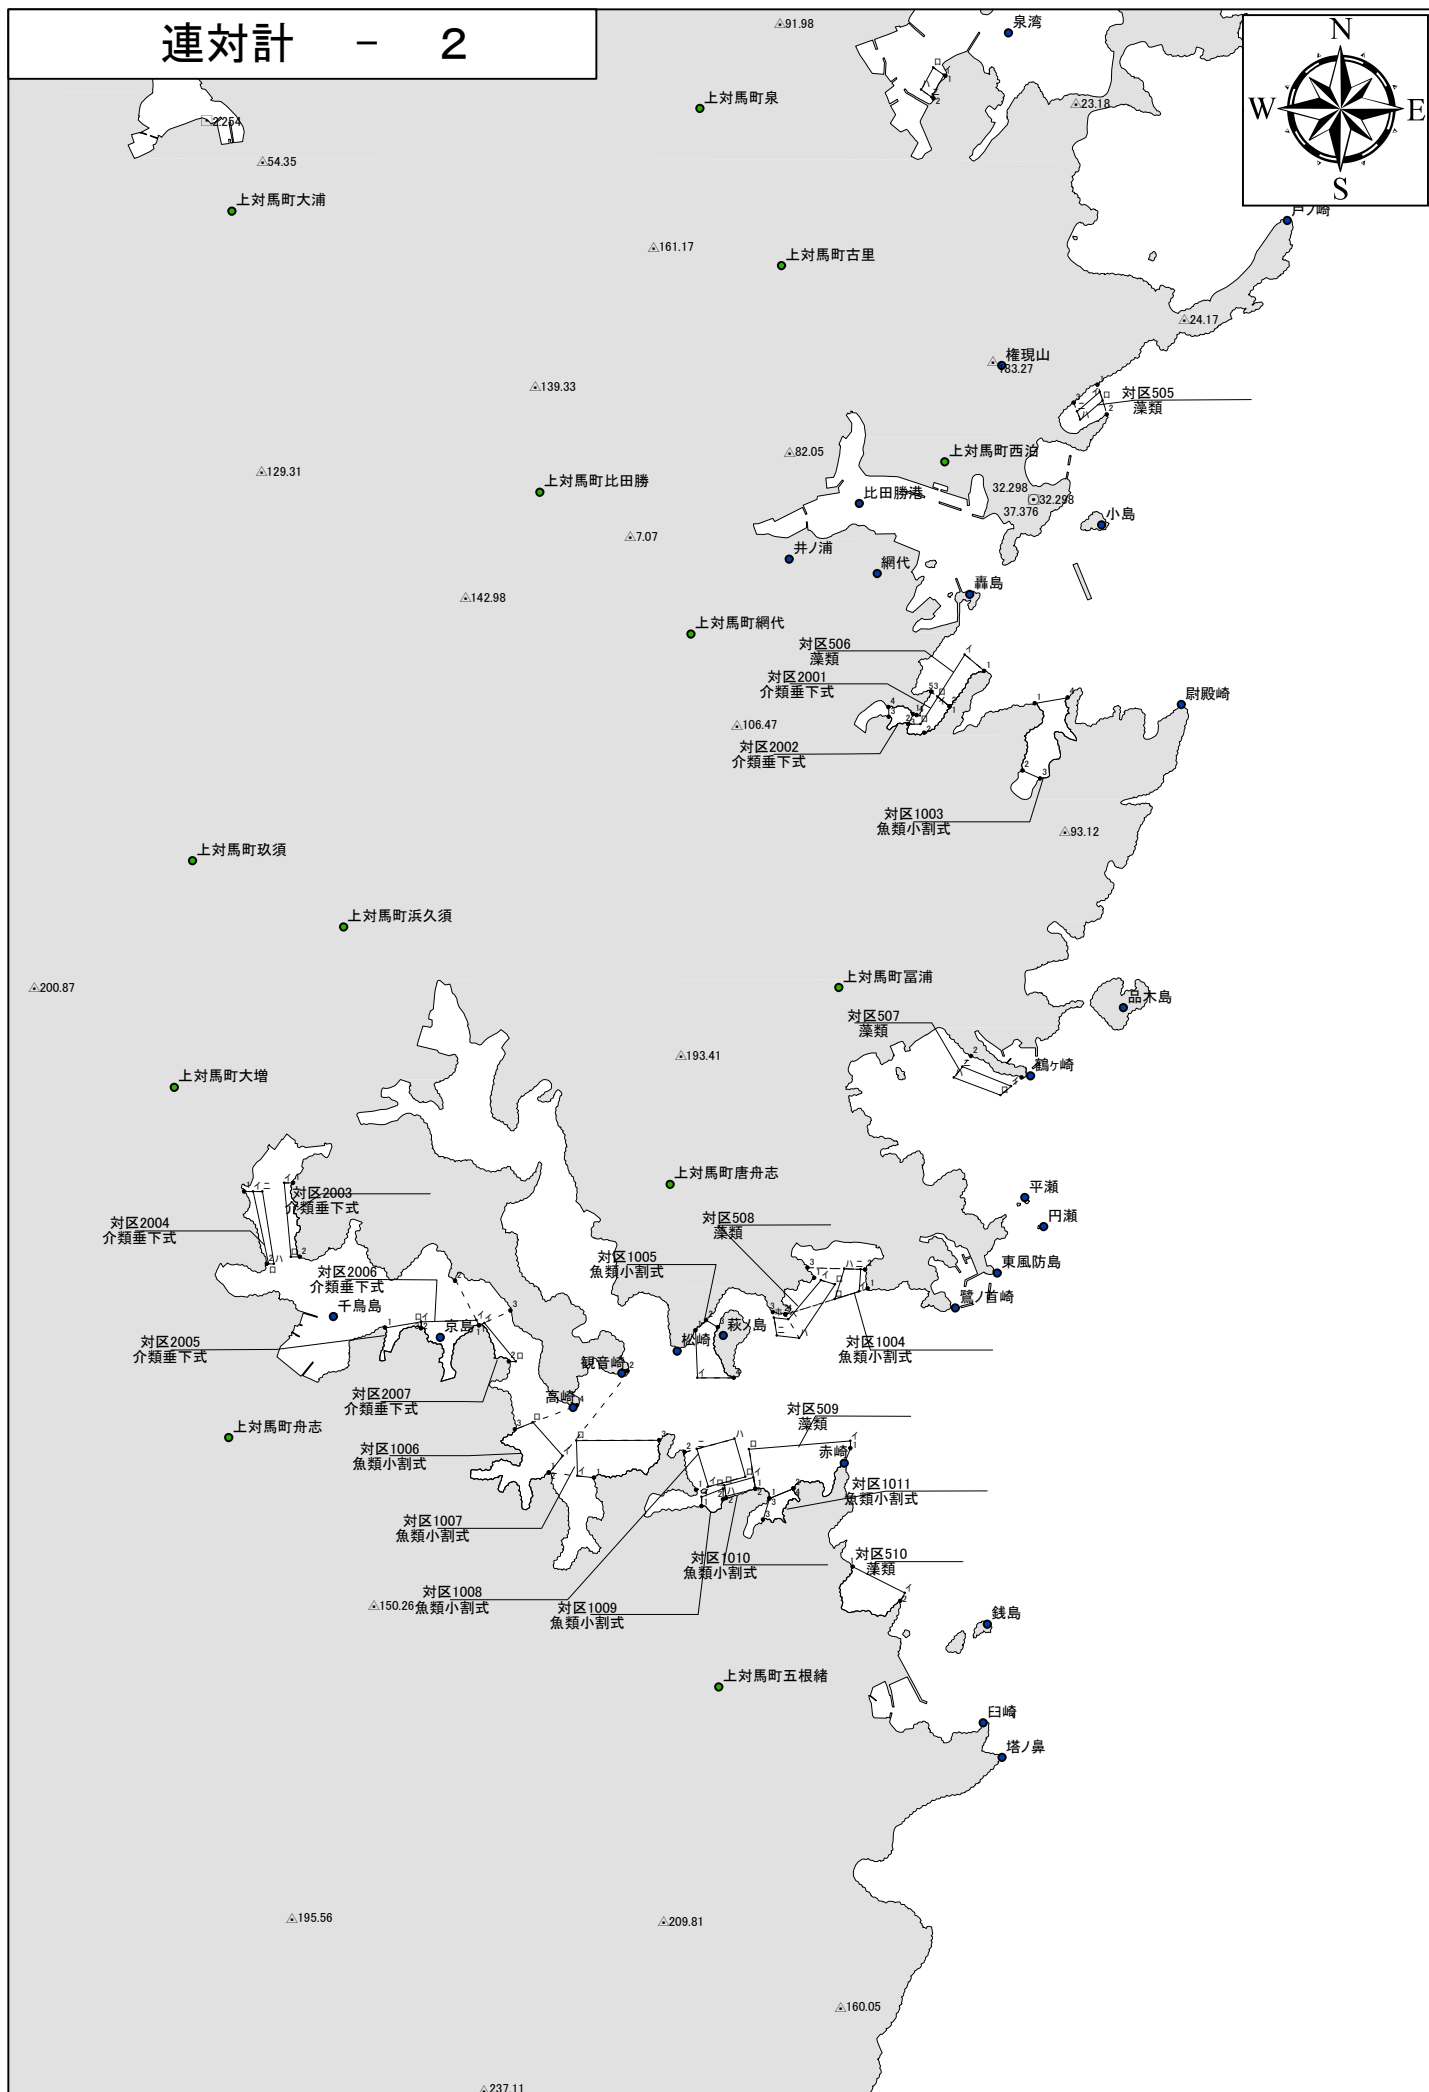 連対計 － ２
N
W
E
S
91.98
泉湾
上対馬町泉
23.18
2.254
54.35
上対馬町大浦
戸ノ崎
161.17
上対馬町古里
24.17
権現山
183.27
139.33
対区505
藻類
82.05
上対馬町西泊
129.31
上対馬町比田勝
比田勝港
32.298
32.298
37.376
小島
7.07
井ノ浦
網代
轟島
142.98
上対馬町網代
対区506
藻類
対区2001
介類垂下式
尉殿崎
106.47
対区2002
介類垂下式
対区1003
魚類小割式
93.12
上対馬町玖須
上対馬町浜久須
200.87
上対馬町冨浦
品木島
対区507
藻類
193.41
鶴ヶ崎
上対馬町大増
上対馬町唐舟志
平瀬
対区2003
介類垂下式
対区2004
介類垂下式
対区508
藻類
円瀬
対区1005
魚類小割式
東風防島
対区2006
介類垂下式
鷺ノ首崎
千鳥島
京島
松崎
萩ノ島
対区2005
介類垂下式
対区1004
魚類小割式
観音崎
対区2007
介類垂下式
高崎
対区509
藻類
上対馬町舟志
対区1006
魚類小割式
赤崎
対区1011
魚類小割式
対区1007
魚類小割式
対区1010
魚類小割式
対区510
藻類
対区1008
魚類小割式
150.26
対区1009
魚類小割式
銭島
上対馬町五根緒
臼崎
塔ノ鼻
195.56
209.81
160.05
237.11